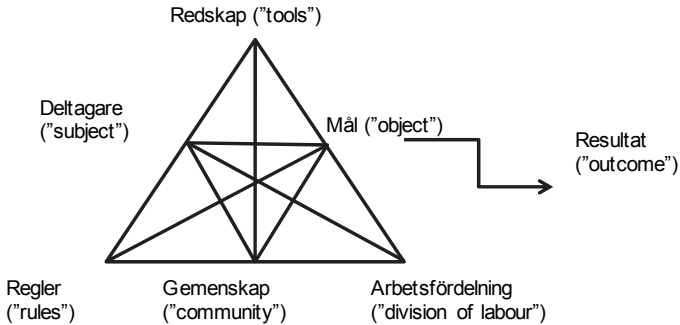 Redskap (”tools”)
Deltagare
(”subject”)
Mål (”object”)
Resultat
(”outcome”)
Regler
(”rules”)
Gemenskap
(”community”)
Arbetsfördelning
(”division of labour”)